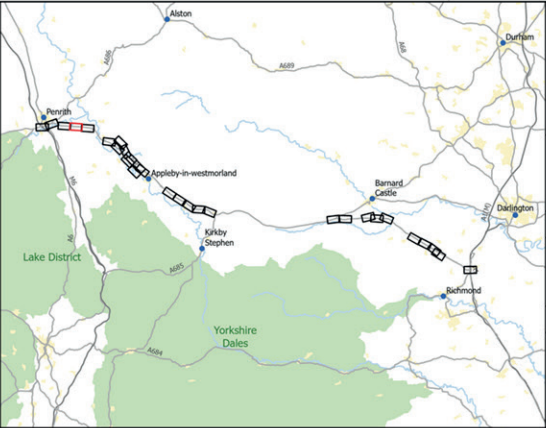 Alston
Durham
A686
A68
A689
Penrith
Appleby-in-westmorland
Barnard
Castle
A1(M)
Darlington
M6
Kirkby
Stephen
A6
Lake District
A685
Richmond
Yorkshire
Dales
A684